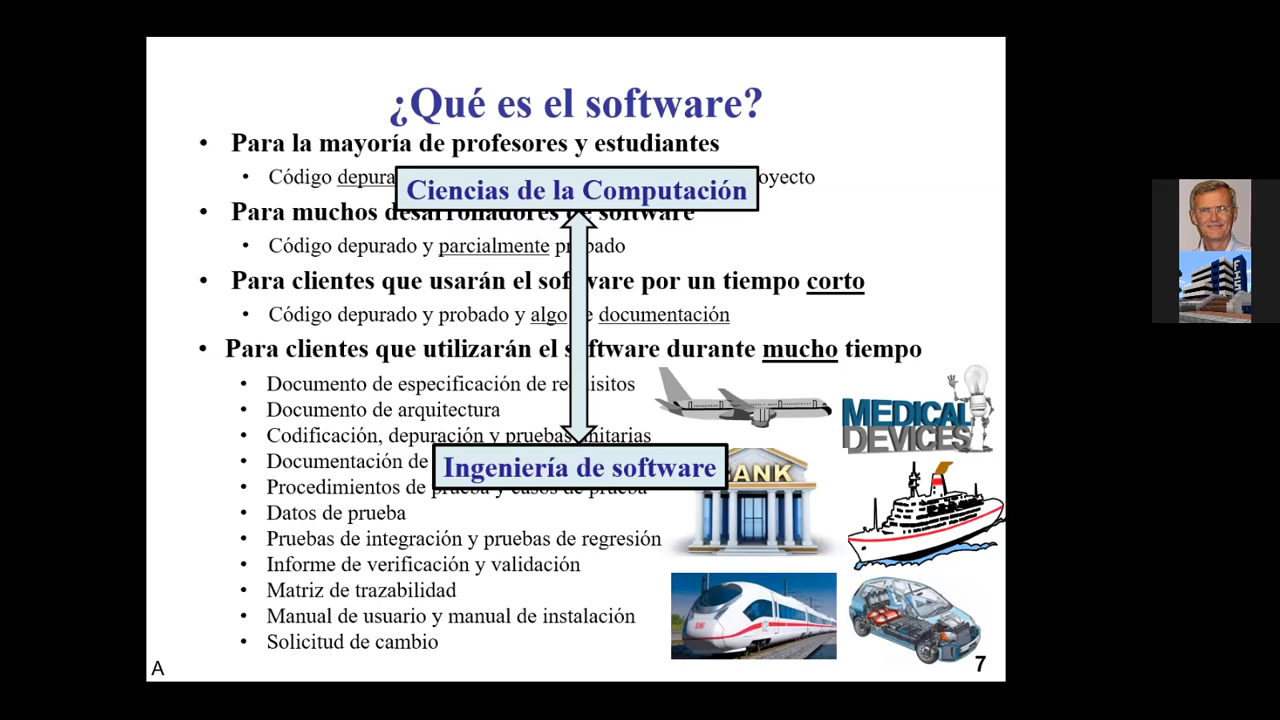 ¿Qué es el software?
• Para la mayoría de profesores y estudiantes
• Código depura oyecto
Ciencias de la Computación
• Para muchos desarrolladores de software
• Código depurado y parcialmente probado
• Para clientes que usarán el software por un tiempo corto
• Código depurado y probado y algo de documentación
• Para clientes que utilizarán el software durante mucho tiempo
• Documento de especificación de requisitos
• Documento de arquitectura
• Codificación, depuración y pruebas unitarias
• Documentación de
Ingeniería de software
• Procedimientos de prueba y casos de prueba
• Datos de prueba
• Pruebas de integración y pruebas de regresión
• Informe de verificación y validación
• Matriz de trazabilidad
• Manual de usuario y manual de instalación
• Solicitud de cambio
MEDICAL
DEVICES
BANK
A
7